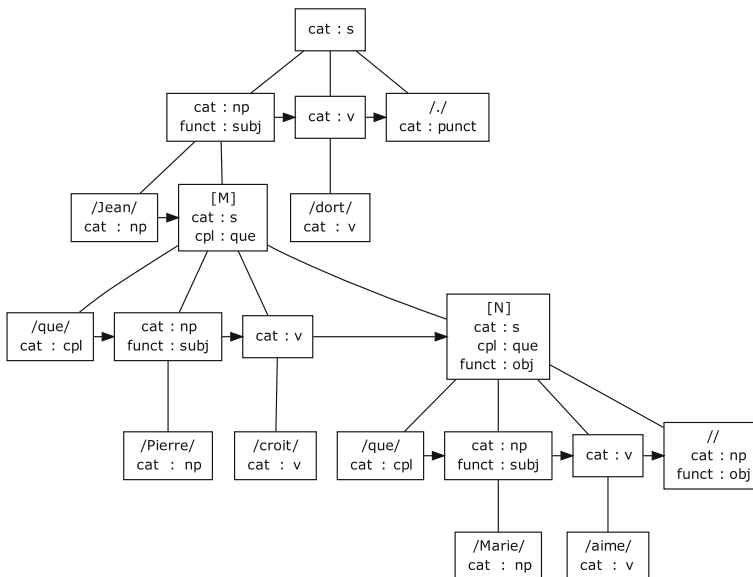 cat : s
cat : np
funct : subj
cat : v
/./
cat : punct
/Jean/
cat : np
[M]
cat : s
cpl : que
/dort/
cat : v
/que/
cat : cpl
cat : np
funct : subj
cat : v
[N]
cat : s
cpl : que
funct : obj
/Pierre/
cat : np
/croit/
cat : v
/que/
cat : cpl
cat : np
funct : subj
cat : v
//
cat : np
funct : obj
/Marie/
cat : np
/aime/
cat : v